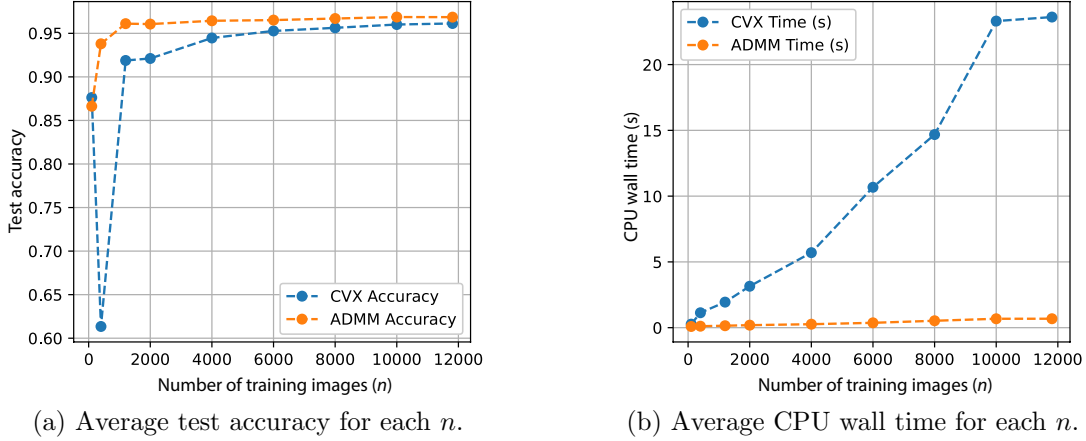 0.95
0.90
0.85
0.80
0.75
0.70
0.65
0.60
Test accuracy
CVX Accuracy
ADMM Accuracy
0 2000 4000 6000 8000 10000 12000
Number of training images (n)
(a) Average test accuracy for each n.
CVX Time (s)
ADMM Time (s)
20
15
10
5
0
CPU wall time (s)
0 2000 4000 6000 8000 10000 12000
Number of training images (n)
(b) Average CPU wall time for each n.